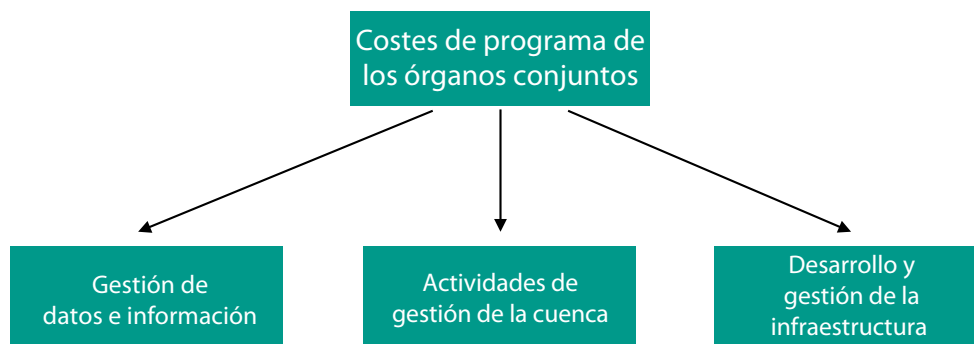 Costes de programa de
los órganos conjuntos
Gestión de
datos e información
Actividades de
gestión de la cuenca
Desarrollo y
gestión de la
infraestructura